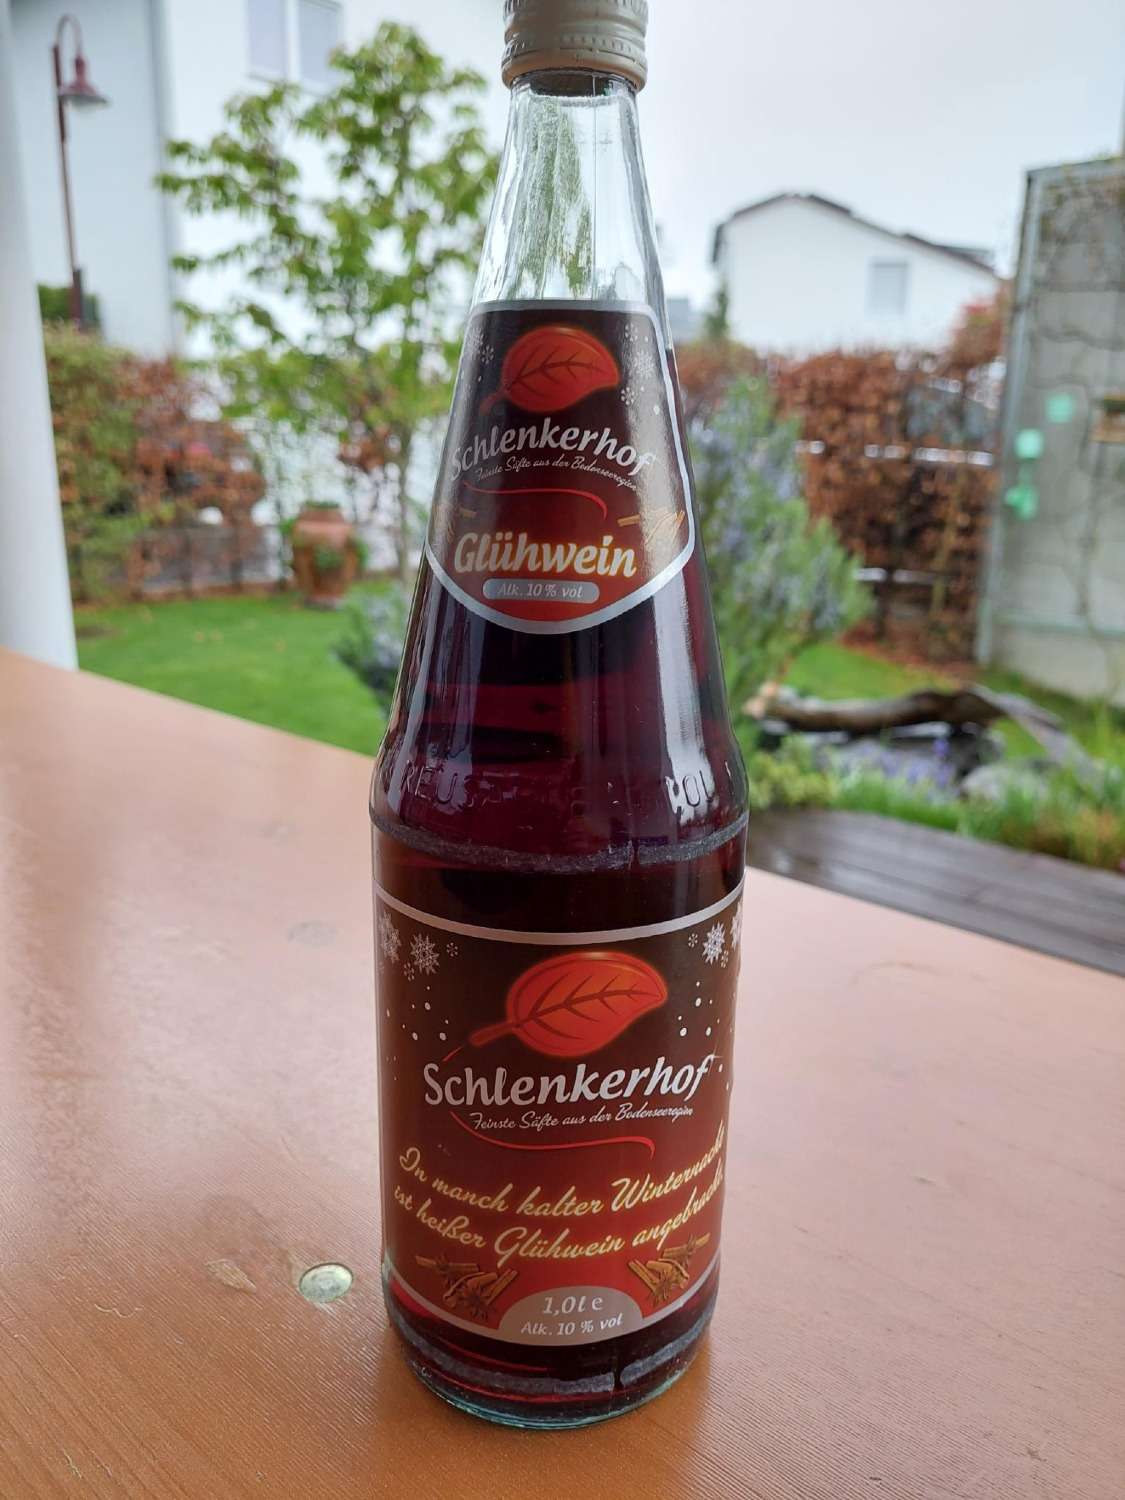 Schlenkerhof
Feinste Säfte aus der Bodenseeregion
Glühwein
Alk. 10 % vol
Schlenkerhof
Feinste Säfte aus der Bodenseeregion
In manch kalter Winternacht
ist heißer Glühwein angebracht.
1,0l e
Alk. 10 % vol